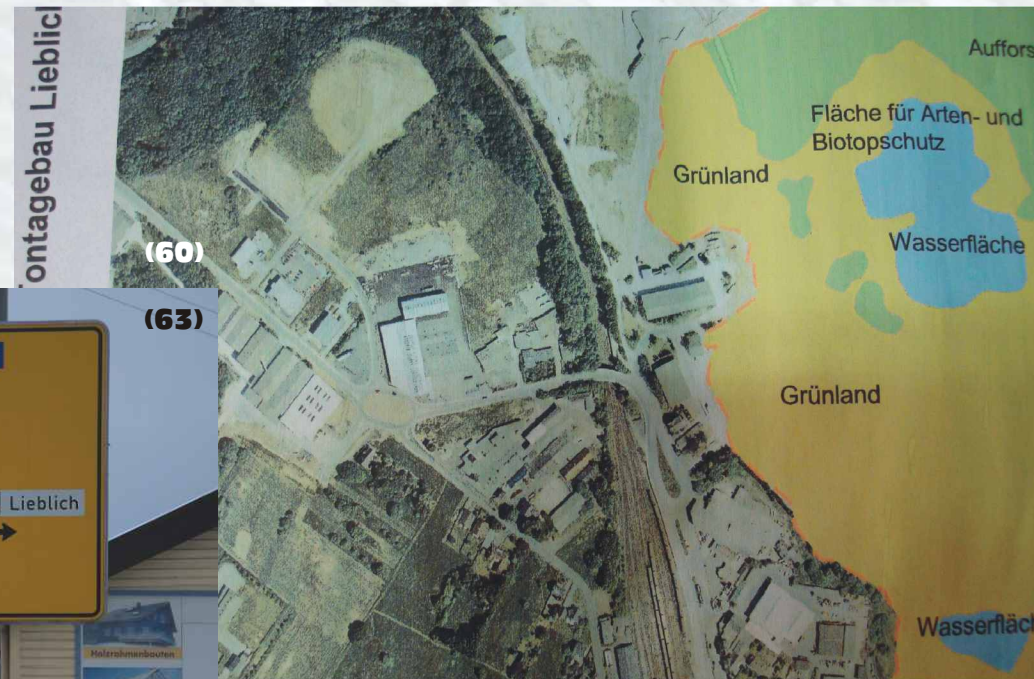 ontagebau Lieblich
Auffors
Fläche für Arten- und
Biotopschutz
Grünland
Wasserfläche
(60)
(63)
Grünland
Lieblich
Wasserfläch
Holzrahmenbauten